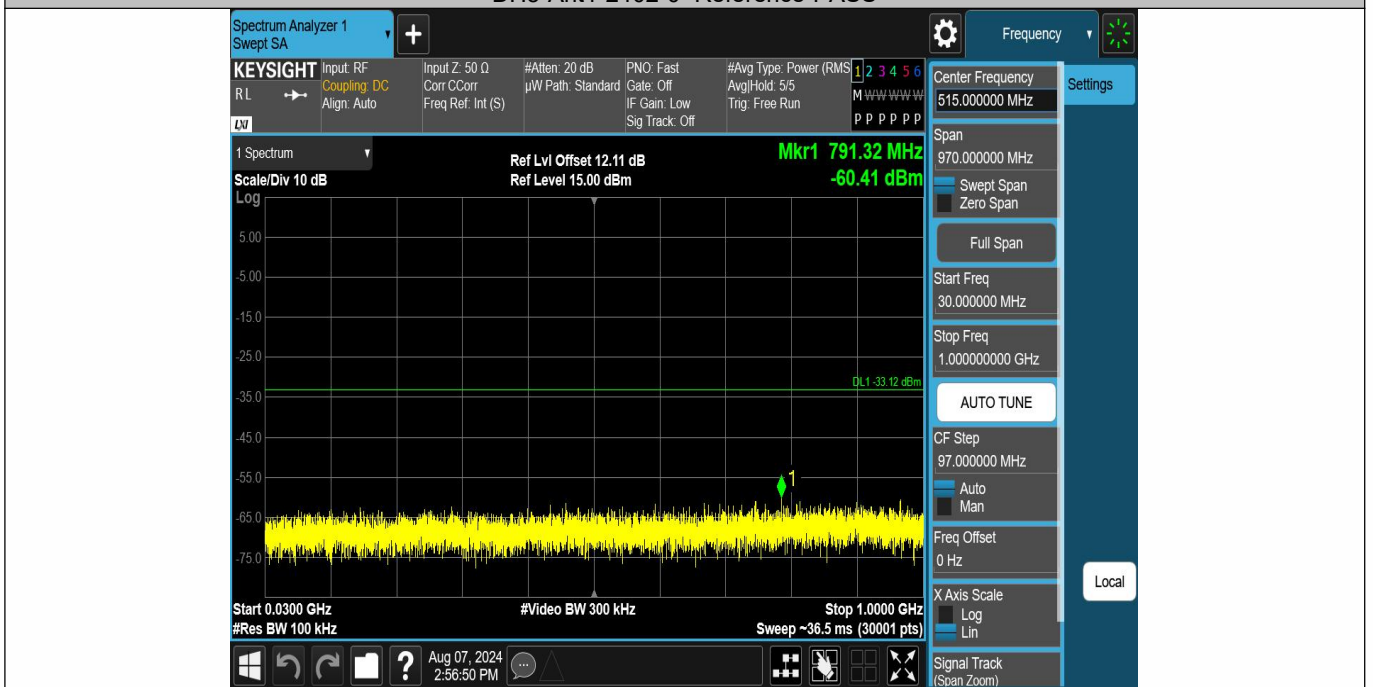 Spectrum Analyzer 1
Swept SA
Frequency
KEYSIGHT
RL
LXI
Input: RF
Coupling: DC
Align: Auto
Input Z: 50 Ω
Corr CCorr
Freq Ref: Int (S)
#Atten: 20 dB
µW Path: Standard
PNO: Fast
Gate: Off
IF Gain: Low
Sig Track: Off
#Avg Type: Power (RMS
Avg|Hold: 5/5
Trig: Free Run
1 2 3 4 5 6
M W W W W W
P P P P P P
Center Frequency
515.000000 MHz
Settings
1 Spectrum
Scale/Div 10 dB
Log
Ref Lvl Offset 12.11 dB
Ref Level 15.00 dBm
Mkr1 791.32 MHz
-60.41 dBm
Span
970.000000 MHz
Swept Span
Zero Span
Full Span
Start Freq
30.000000 MHz
Stop Freq
1.000000000 GHz
AUTO TUNE
CF Step
97.000000 MHz
Auto
Man
Freq Offset
0 Hz
X Axis Scale
Log
Lin
Signal Track
(Span Zoom)
Local
5.00
-5.00
-15.0
-25.0
-35.0
-45.0
-55.0
-65.0
-75.0
DL1 -33.12 dBm
1
Start 0.0300 GHz
#Res BW 100 kHz
#Video BW 300 kHz
Stop 1.0000 GHz
Sweep ~36.5 ms (30001 pts)
Aug 07, 2024
2:56:50 PM